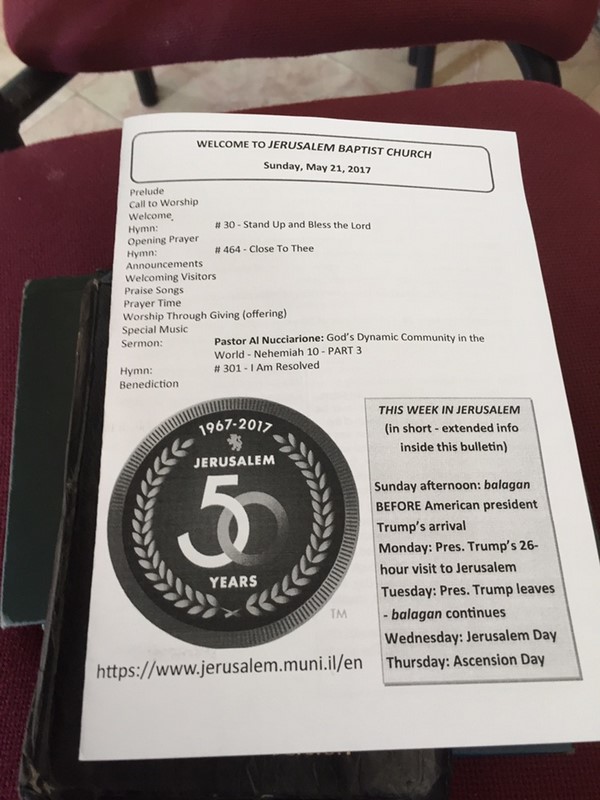 WELCOME TO JERUSALEM BAPTIST CHURCH
Sunday, May 21, 2017
Prelude
Call to Worship
Welcome
Hymn: # 30 - Stand Up and Bless the Lord
Opening Prayer
Hymn: # 464 - Close To Thee
Announcements
Welcoming Visitors
Praise Songs
Prayer Time
Worship Through Giving (offering)
Special Music
Sermon: Pastor Al Nucciarione: God's Dynamic Community in the
World - Nehemiah 10 - PART 3
Hymn: # 301 - I Am Resolved
Benediction
1967-2017
JERUSALEM
50
YEARS
TM
https://www.jerusalem.muni.il/en
THIS WEEK IN JERUSALEM
(in short - extended info
inside this bulletin)
Sunday afternoon: balagan
BEFORE American president
Trump's arrival
Monday: Pres. Trump's 26-
hour visit to Jerusalem
Tuesday: Pres. Trump leaves
- balagan continues
Wednesday: Jerusalem Day
Thursday: Ascension Day